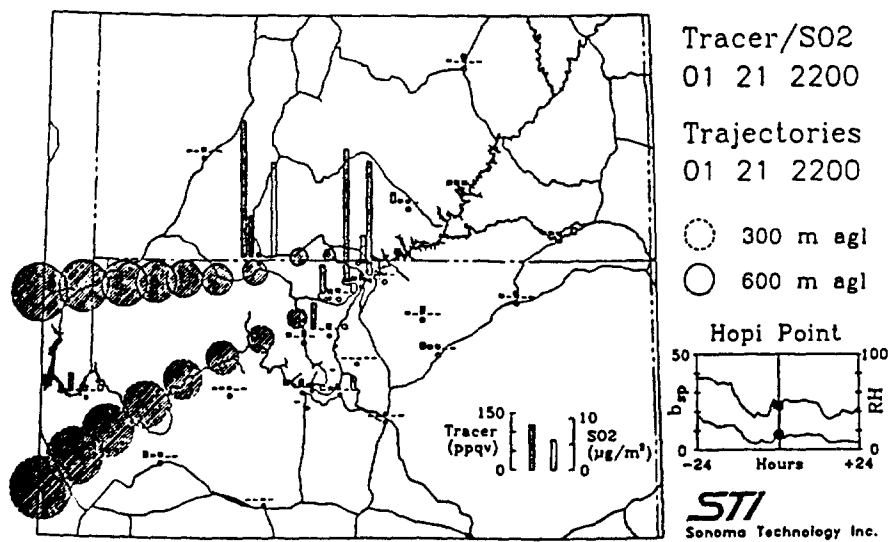 Tracer/SO2
01 21 2200
Trajectories
01 21 2200
300 m agl
600 m agl
Hopi Point
50
100
bsp
RH
0
0
-24
Hours
+24
150
10
Tracer
(ppqv)
SO2
(µg/m³)
0
0
STI
Sonoma Technology Inc.